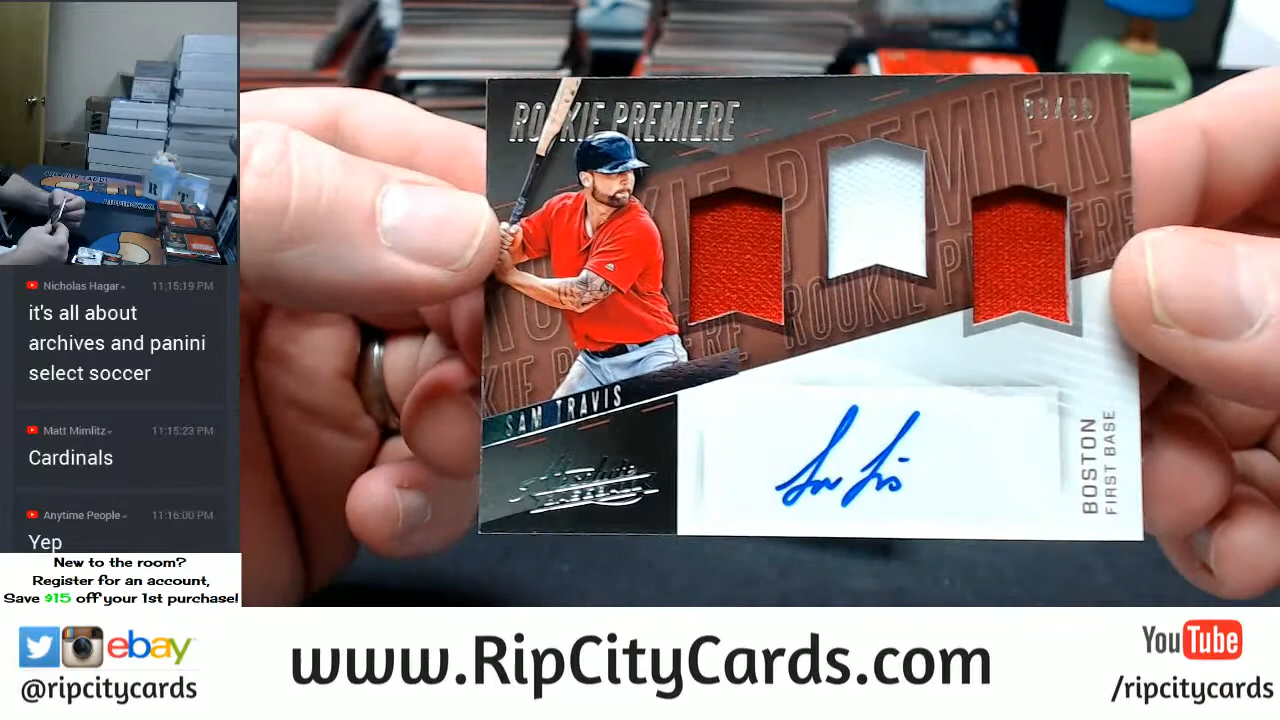 Nicholas Hagar 11:15:19 PM
it's all about
archives and panini
select soccer
Matt Mimlitz 11:15:23 PM
Cardinals
Anytime People 11:16:00 PM
Yep
New to the room?
Register for an account,
Save $15 off your 1st purchase!
ROOKIE PREMIERE
SAM TRAVIS
Absolute
BOSTON
FIRST BASE
ebay
@ripcitycards
www.RipCityCards.com
YouTube
/ripcitycards